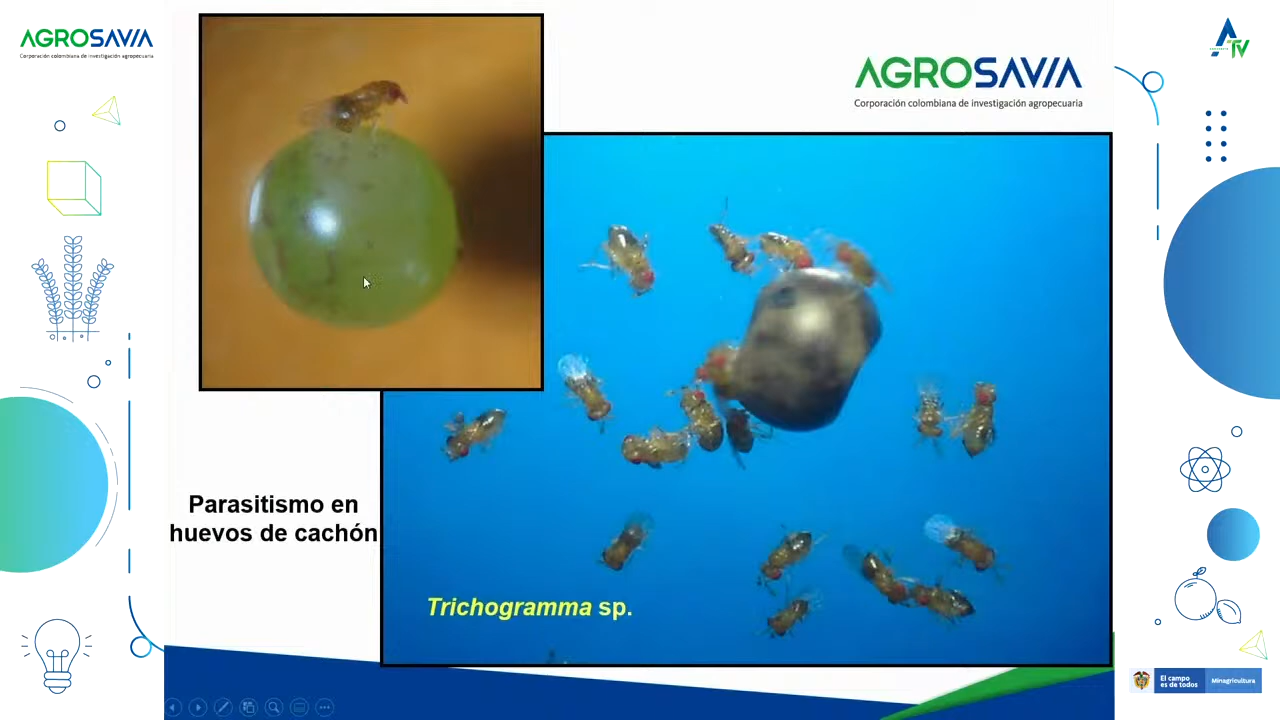 AGROSAVIA
Corporación colombiana de investigación agropecuaria
AGROSAVIA
Corporación colombiana de investigación agropecuaria
TV
Parasitismo en
huevos de cachón
Trichogramma sp.
El campo
es de todos
Minagricultura